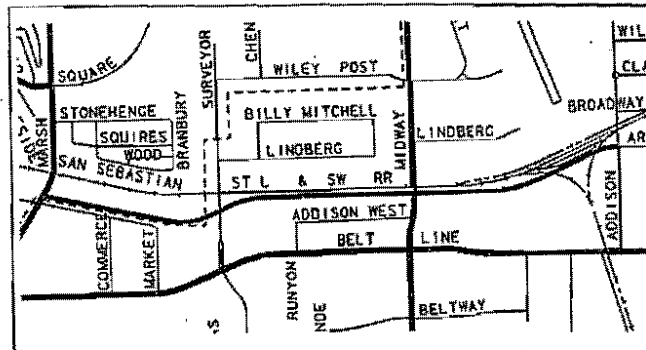 WIL
SQUARE
SURVEYOR
CHEN
WILEY POST
CLA
STONEHENGE
BRANBURY
BILLY MITCHELL
BROADWAY
SQUIRES
WOOD
MARSH
LINDBERG
MIDWAY
LINDBERG
AR
SAN SEBASTIAN
ST L & SW RR
ADDISON
ADDISON WEST
COMMERCE
MARKET
BELT LINE
RUNYON
BELTWAY
NOE